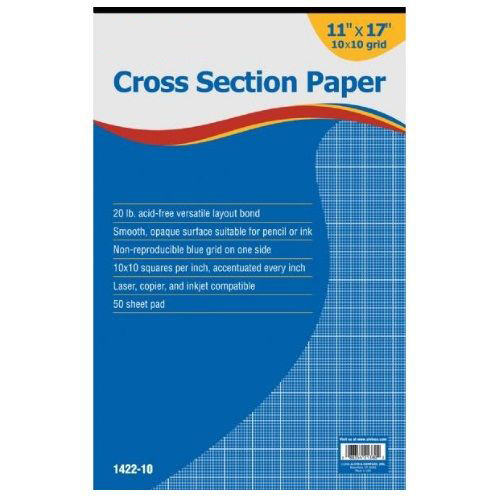 11" x 17"
10x10 grid
Cross Section Paper
20 lb. acid-free versatile layout bond
Smooth, opaque surface suitable for pencil or ink
Non-reproducible blue grid on one side
10x10 squares per inch, accentuated every inch
Laser, copier, and inkjet compatible
50 sheet pad
1422-10